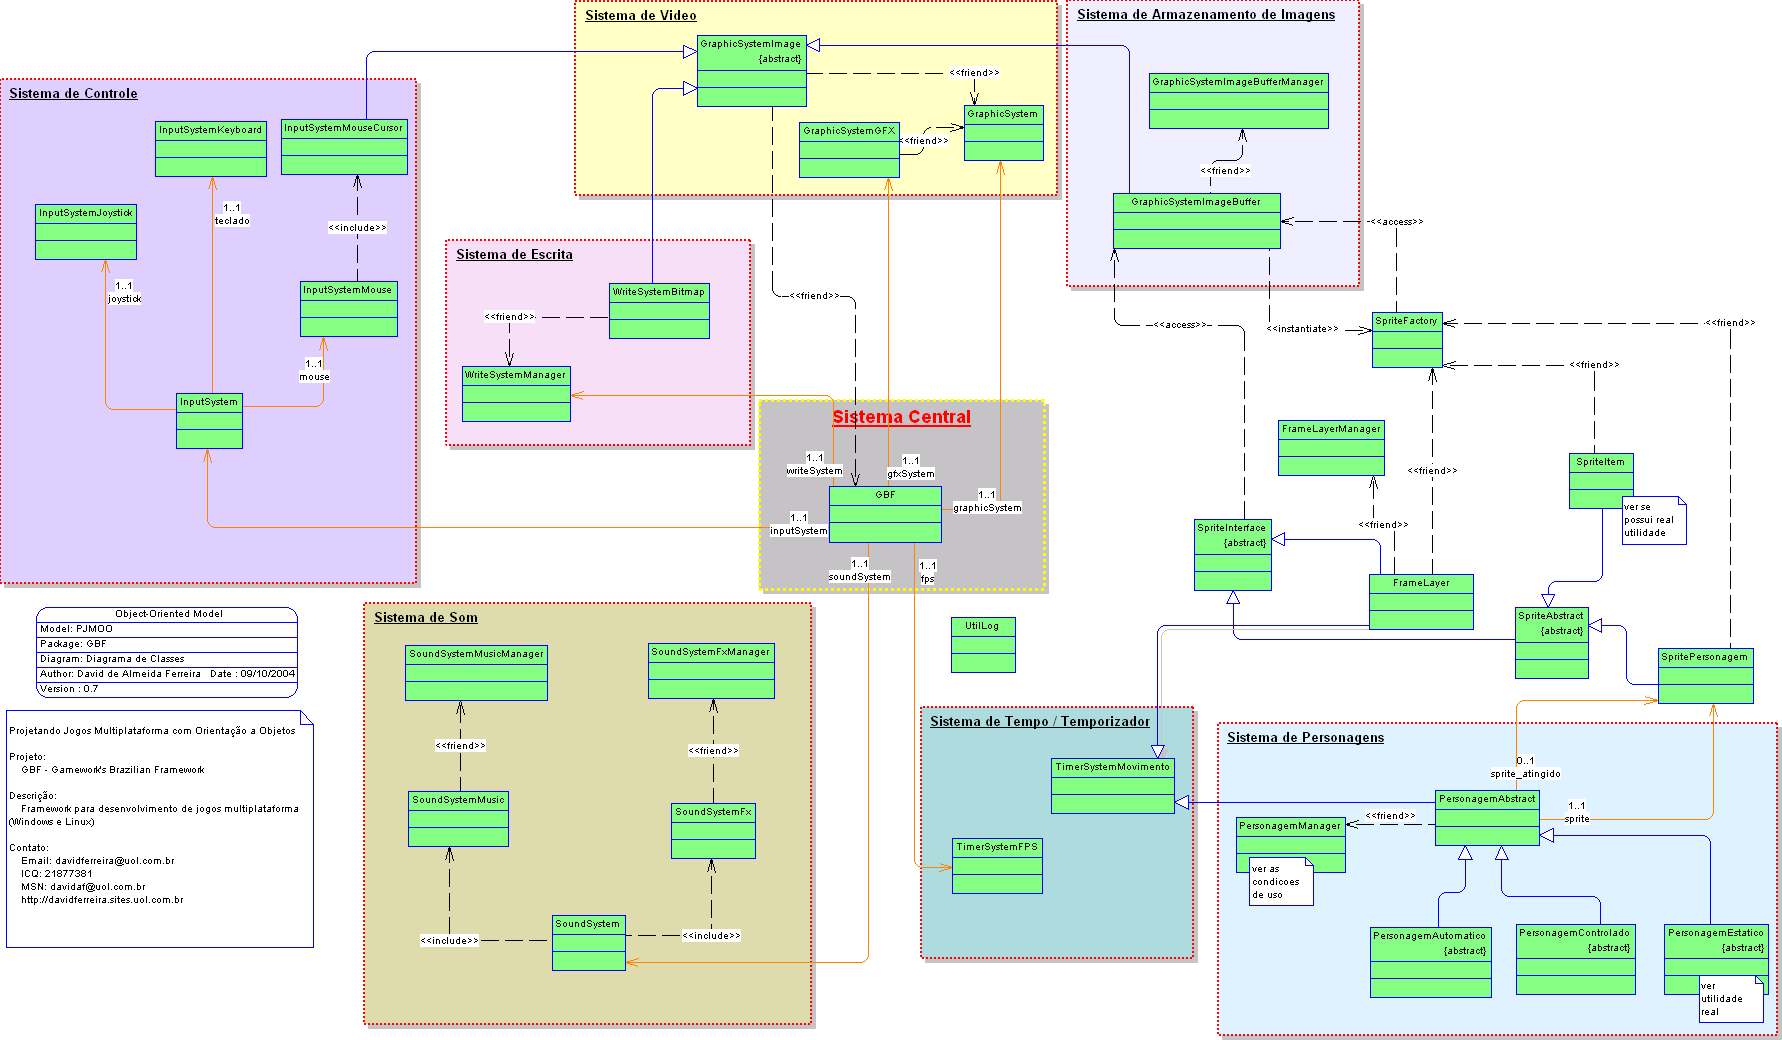 Sistema de Video
GraphicSystemImage
{abstract}
<<friend>>
GraphicSystem
GraphicSystemGFX
<<friend>>
Sistema de Armazenamento de Imagens
GraphicSystemImageBufferManager
<<friend>>
GraphicSystemImageBuffer
<<access>>
Sistema de Controle
InputSystemKeyboard
InputSystemMouseCursor
InputSystemJoystick
1..1
teclado
<<include>>
1..1
joystick
InputSystemMouse
1..1
mouse
InputSystem
Sistema de Escrita
WriteSystemBitmap
<<friend>>
WriteSystemManager
<<friend>>
<<access>>
<<instantiate>>
SpriteFactory
<<friend>>
<<friend>>
Sistema Central
1..1
writeSystem
1..1
gfxSystem
GBF
1..1
graphicSystem
1..1
inputSystem
1..1
soundSystem
1..1
fps
FrameLayerManager
<<friend>>
SpriteItem
ver se
possui real
utilidade
<<friend>>
SpriteInterface
{abstract}
FrameLayer
SpriteAbstract
{abstract}
SpritePersonagem
UtilLog
Object-Oriented Model
Model: PJMOO
Package: GBF
Diagram: Diagrama de Classes
Author: David de Almeida Ferreira Date : 09/10/2004
Version : 0.7
Projetando Jogos Multiplataforma com Orientação a Objetos
Projeto:
GBF - Gamework's Brazilian Framework
Descrição:
Framework para desenvolvimento de jogos multiplataforma
(Windows e Linux)
Contato:
Email: davidferreira@uol.com.br
ICQ: 21877381
MSN: davidaf@uol.com.br
http://davidferreira.sites.uol.com.br
Sistema de Som
SoundSystemMusicManager
SoundSystemFxManager
<<friend>>
<<friend>>
SoundSystemMusic
SoundSystemFx
SoundSystem
<<include>>
<<include>>
Sistema de Tempo / Temporizador
TimerSystemMovimento
TimerSystemFPS
Sistema de Personagens
0..1
sprite_atingido
PersonagemAbstract
1..1
sprite
<<friend>>
PersonagemManager
ver as
condicoes
de uso
PersonagemAutomatico
{abstract}
PersonagemControlado
{abstract}
PersonagemEstatico
{abstract}
ver
utilidade
real